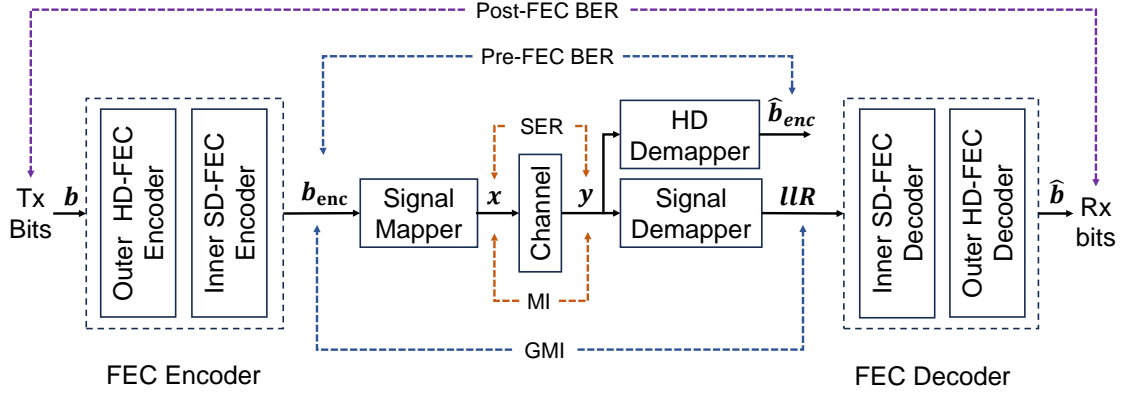 Post-FEC BER
Pre-FEC BER
SER
Tx
Bits
b
Outer HD-FEC
Encoder
Inner SD-FEC
Encoder
b_enc
Signal
Mapper
x
Channel
y
HD
Demapper
b̂_enc
Signal
Demapper
llR
Inner SD-FEC
Decoder
Outer HD-FEC
Decoder
b̂
Rx
bits
MI
GMI
FEC Encoder
FEC Decoder